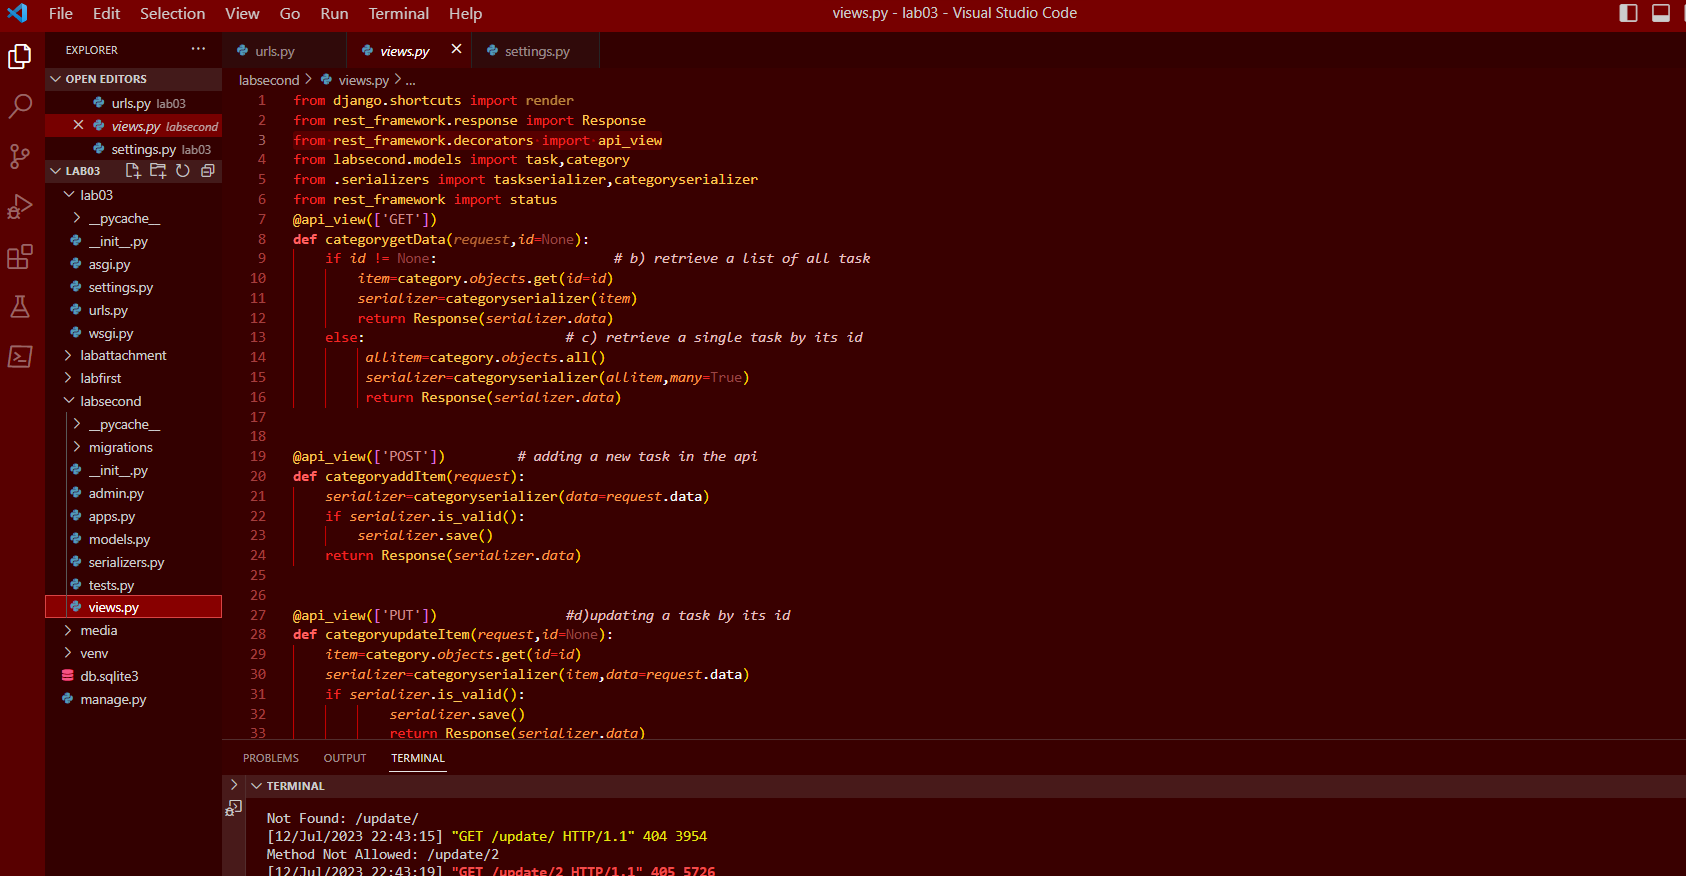 File Edit Selection View Go Run Terminal Help
views.py - lab03 - Visual Studio Code
EXPLORER ···
OPEN EDITORS
urls.py lab03
views.py labsecond
settings.py lab03
LAB03
lab03
__pycache__
__init__.py
asgi.py
settings.py
urls.py
wsgi.py
labattachment
labfirst
labsecond
__pycache__
migrations
__init__.py
admin.py
apps.py
models.py
serializers.py
tests.py
views.py
media
venv
db.sqlite3
manage.py
urls.py views.py settings.py
labsecond > views.py > ...
1 from django.shortcuts import render
2 from rest_framework.response import Response
3 from rest_framework.decorators import api_view
4 from labsecond.models import task,category
5 from .serializers import taskserializer,categoryserializer
6 from rest_framework import status
7 @api_view(['GET'])
8 def categorygetData(request,id=None):
9 if id != None: # b) retrieve a list of all task
10 item=category.objects.get(id=id)
11 serializer=categoryserializer(item)
12 return Response(serializer.data)
13 else: # c) retrieve a single task by its id
14 allitem=category.objects.all()
15 serializer=categoryserializer(allitem,many=True)
16 return Response(serializer.data)
17
18
19 @api_view(['POST']) # adding a new task in the api
20 def categoryaddItem(request):
21 serializer=categoryserializer(data=request.data)
22 if serializer.is_valid():
23 serializer.save()
24 return Response(serializer.data)
25
26
27 @api_view(['PUT']) #d)updating a task by its id
28 def categoryupdateItem(request,id=None):
29 item=category.objects.get(id=id)
30 serializer=categoryserializer(item,data=request.data)
31 if serializer.is_valid():
32 serializer.save()
33 return Response(serializer.data)
PROBLEMS OUTPUT TERMINAL
TERMINAL
Not Found: /update/
[12/Jul/2023 22:43:15] "GET /update/ HTTP/1.1" 404 3954
Method Not Allowed: /update/2
[12/Jul/2023 22:43:19] "GET /update/2 HTTP/1.1" 405 5726